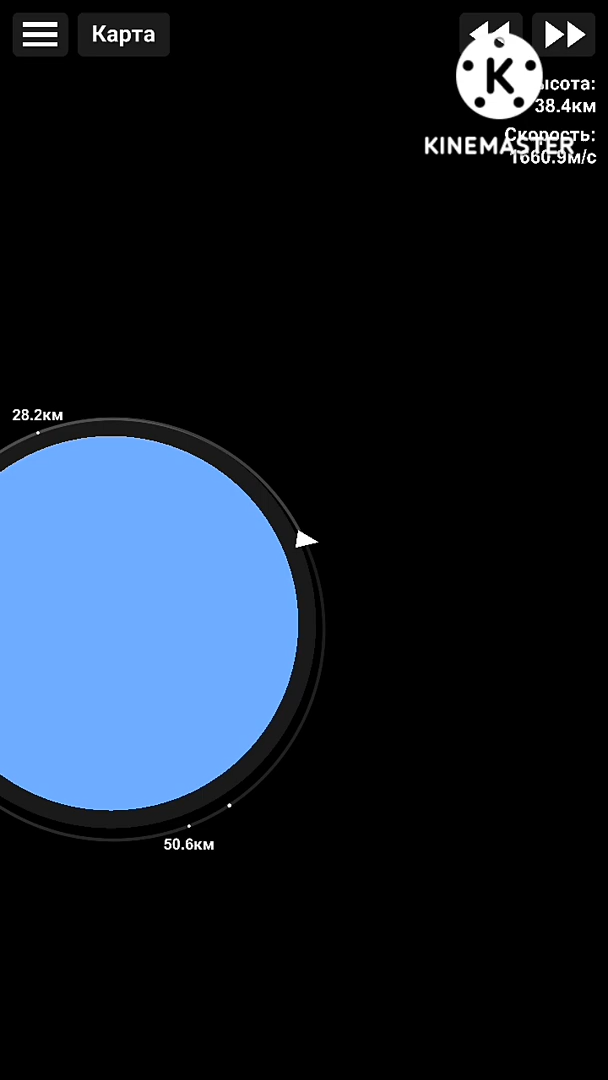 Карта
38.4км
Скорость:
KINEMASTER
1660.9м/с
28.2км
50.6км